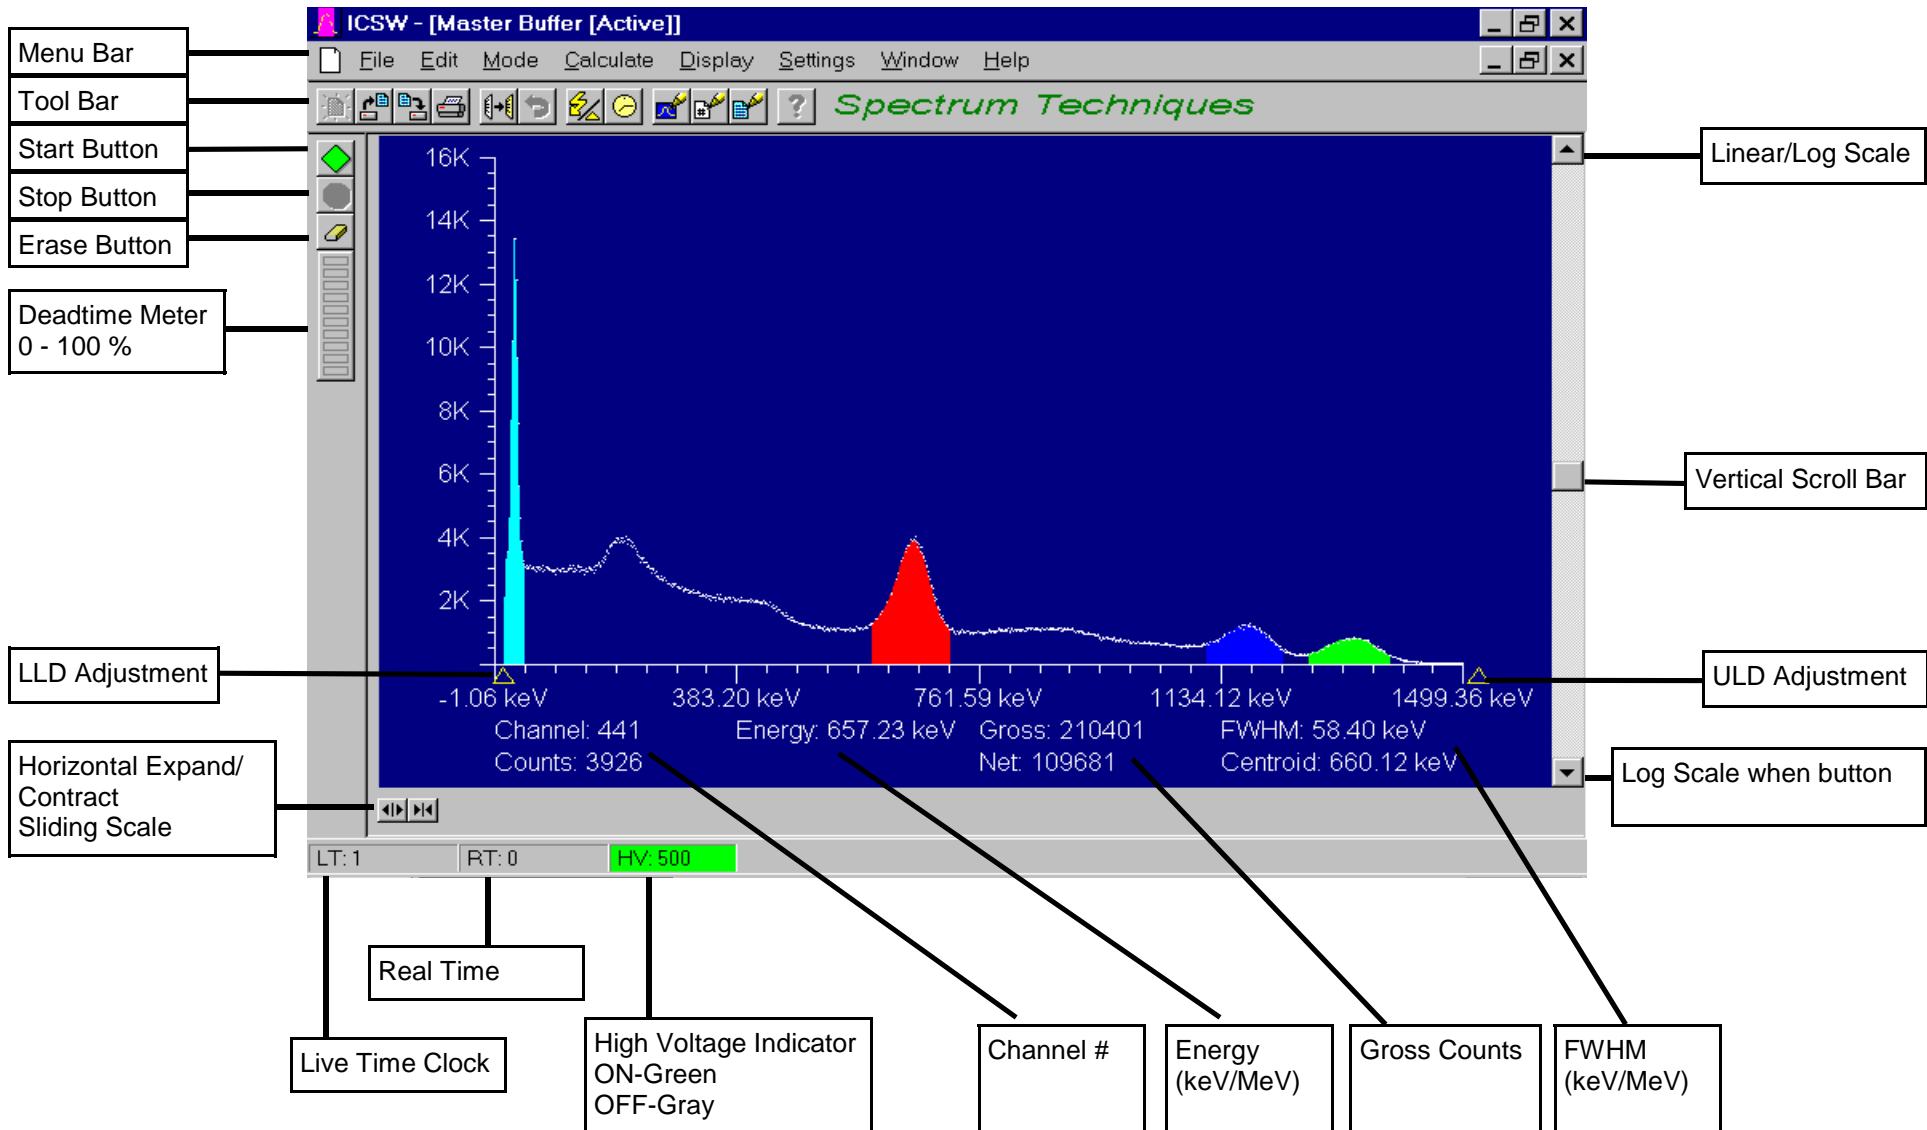 ICSW - [Master Buffer [Active]]
Menu Bar
File Edit Mode Calculate Display Settings Window Help
Tool Bar
Spectrum Techniques
Start Button
Stop Button
Erase Button
Deadtime Meter
0 - 100 %
Linear/Log Scale
16K
14K
12K
10K
8K
6K
4K
2K
Vertical Scroll Bar
LLD Adjustment
ULD Adjustment
-1.06 keV 383.20 keV 761.59 keV 1134.12 keV 1499.36 keV
Channel: 441 Energy: 657.23 keV Gross: 210401 FWHM: 58.40 keV
Counts: 3926 Net: 109681 Centroid: 660.12 keV
Horizontal Expand/
Contract
Sliding Scale
Log Scale when button
LT: 1 RT: 0 HV: 500
Real Time
Live Time Clock
High Voltage Indicator
ON-Green
OFF-Gray
Channel #
Energy
(keV/MeV)
Gross Counts
FWHM
(keV/MeV)